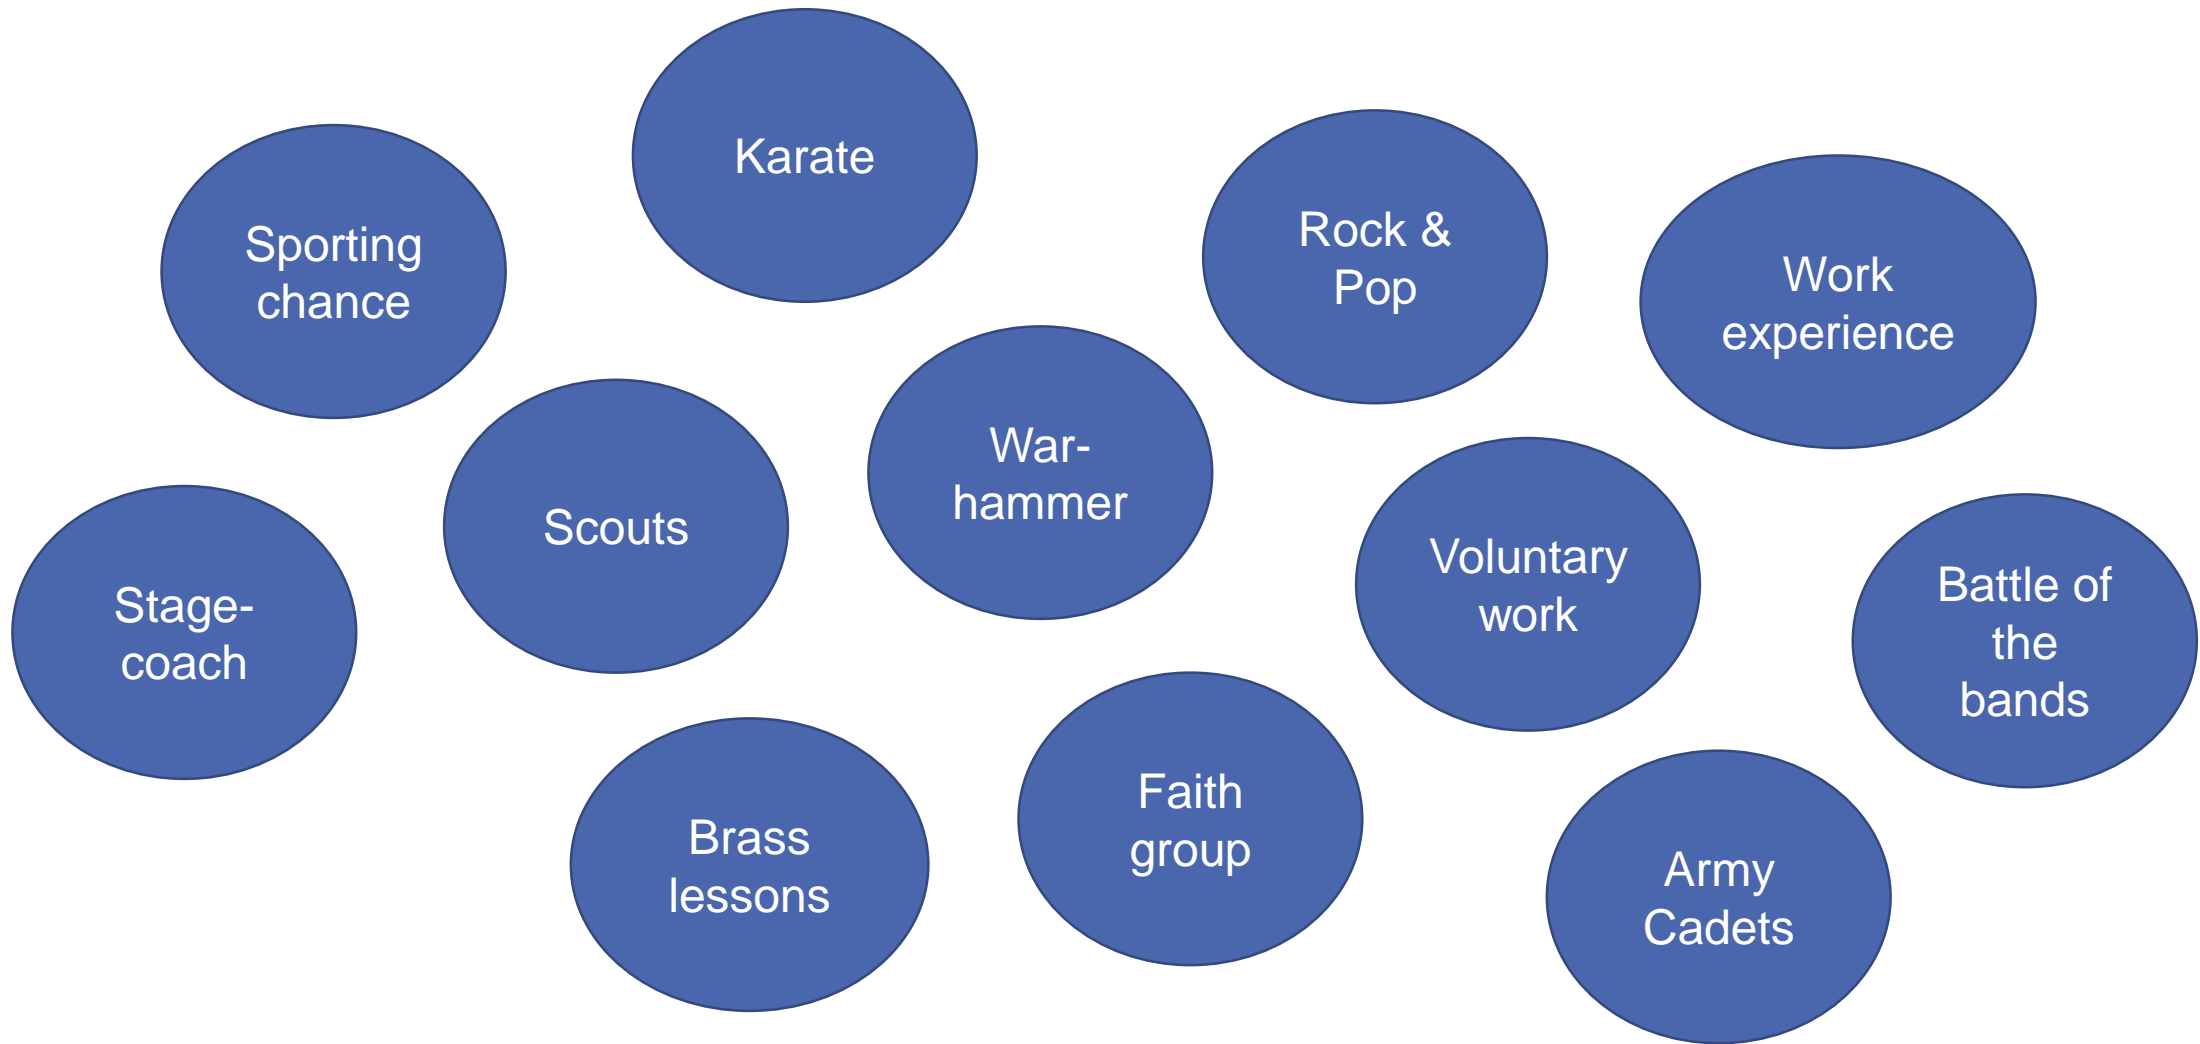 Karate
Sporting
chance
Rock &
Pop
Work
experience
War-
hammer
Scouts
Voluntary
work
Stage-
coach
Battle of
the
bands
Faith
group
Brass
lessons
Army
Cadets